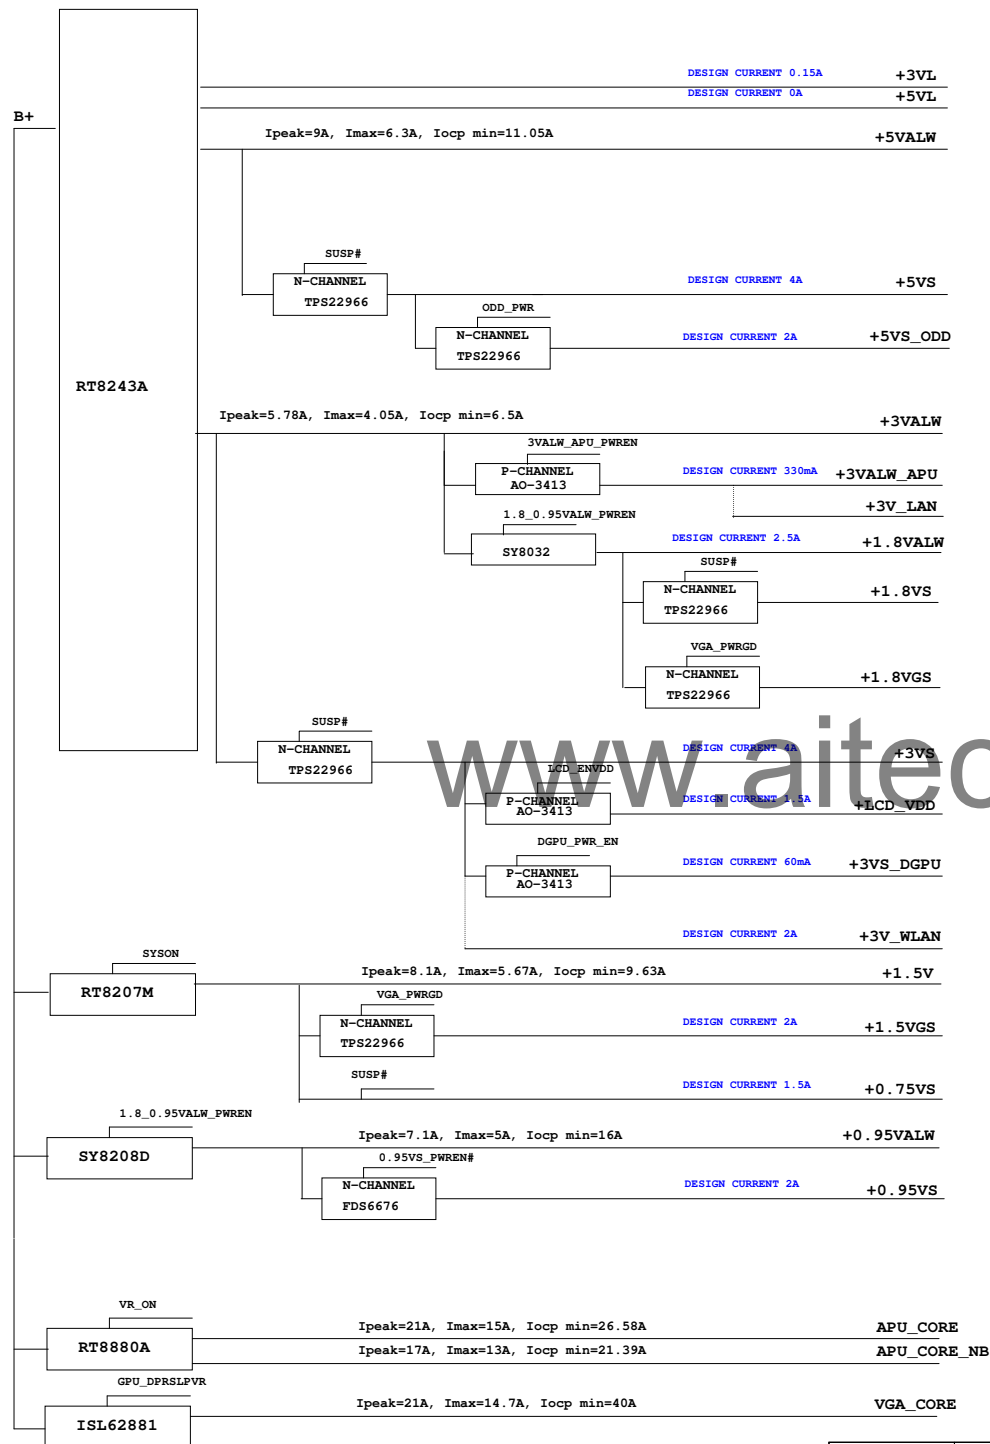 DESIGN CURRENT 0.15A +3VL
DESIGN CURRENT 0A +5VL
B+
Ipeak=9A, Imax=6.3A, Iocp min=11.05A +5VALW
SUSP#
N-CHANNEL
TPS22966
DESIGN CURRENT 4A +5VS
ODD_PWR
N-CHANNEL
TPS22966
DESIGN CURRENT 2A +5VS_ODD
RT8243A
Ipeak=5.78A, Imax=4.05A, Iocp min=6.5A +3VALW
3VALW_APU_PWREN
P-CHANNEL
AO-3413
DESIGN CURRENT 330mA +3VALW_APU
+3V_LAN
1.8_0.95VALW_PWREN
SY8032
DESIGN CURRENT 2.5A +1.8VALW
SUSP#
N-CHANNEL
TPS22966
+1.8VS
VGA_PWRGD
N-CHANNEL
TPS22966
+1.8VGS
SUSP#
N-CHANNEL
TPS22966
DESIGN CURRENT 4A +3VS
www.aitec
LCD_ENVDD
P-CHANNEL
AO-3413
DESIGN CURRENT 1.5A +LCD_VDD
DGPU_PWR_EN
P-CHANNEL
AO-3413
DESIGN CURRENT 60mA +3VS_DGPU
DESIGN CURRENT 2A +3V_WLAN
SYSON
RT8207M
Ipeak=8.1A, Imax=5.67A, Iocp min=9.63A +1.5V
VGA_PWRGD
N-CHANNEL
TPS22966
DESIGN CURRENT 2A +1.5VGS
SUSP#
DESIGN CURRENT 1.5A +0.75VS
1.8_0.95VALW_PWREN
SY8208D
Ipeak=7.1A, Imax=5A, Iocp min=16A +0.95VALW
0.95VS_PWREN#
N-CHANNEL
FDS6676
DESIGN CURRENT 2A +0.95VS
VR_ON
RT8880A
Ipeak=21A, Imax=15A, Iocp min=26.58A APU_CORE
Ipeak=17A, Imax=13A, Iocp min=21.39A APU_CORE_NB
GPU_DPRSLPVR
ISL62881
Ipeak=21A, Imax=14.7A, Iocp min=40A VGA_CORE